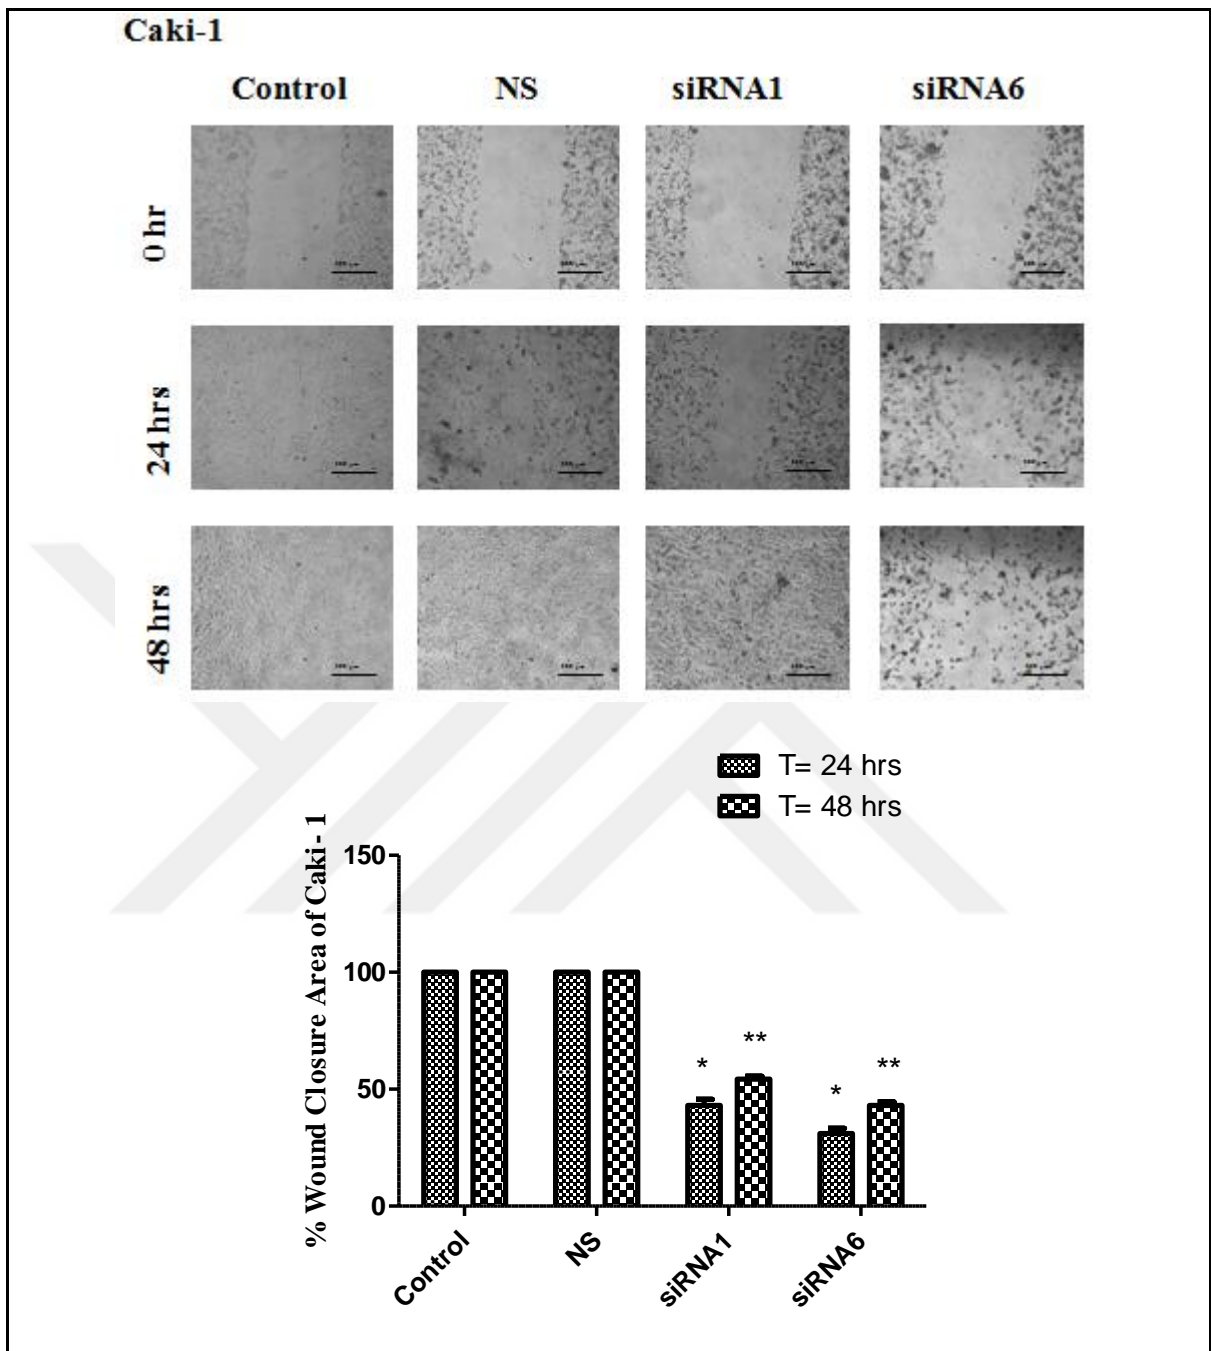 Caki-1
Control NS siRNA1 siRNA6
0 hr
24 hrs
48 hrs
T= 24 hrs
T= 48 hrs
% Wound Closure Area of Caki - 1
150
100
50
0
* ** * **
Control NS siRNA1 siRNA6